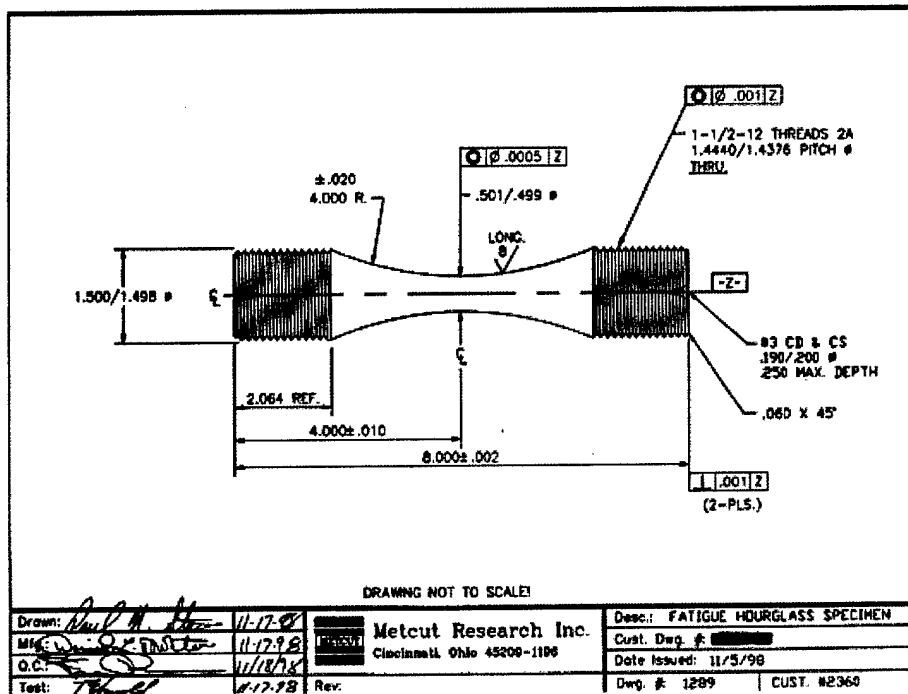 Ø .001 Z
1-1/2-12 THREADS 2A
1.4440/1.4376 PITCH ø
THRU.
Ø .0005 Z
.501/.499 ø
±.020
4.000 R.
LONG.
8
1.500/1.498 ø
-Z-
#3 CD & CS
.190/.200 ø
.250 MAX. DEPTH
.060 X 45°
2.064 REF.
4.000±.010
8.000±.002
⊥ .001 Z
(2-PLS.)
DRAWING NOT TO SCALE!
Drawn: 11-17-98
Mfg: 11-17-98
Q.C.: 11/18/98
Test: 11-17-98
METCUT
Metcut Research Inc.
Cincinnati, Ohio 45209-1196
Rev:
Desc.: FATIGUE HOURGLASS SPECIMEN
Cust. Dwg. #:
Date Issued: 11/5/98
Dwg. #: 1289
CUST. #2360